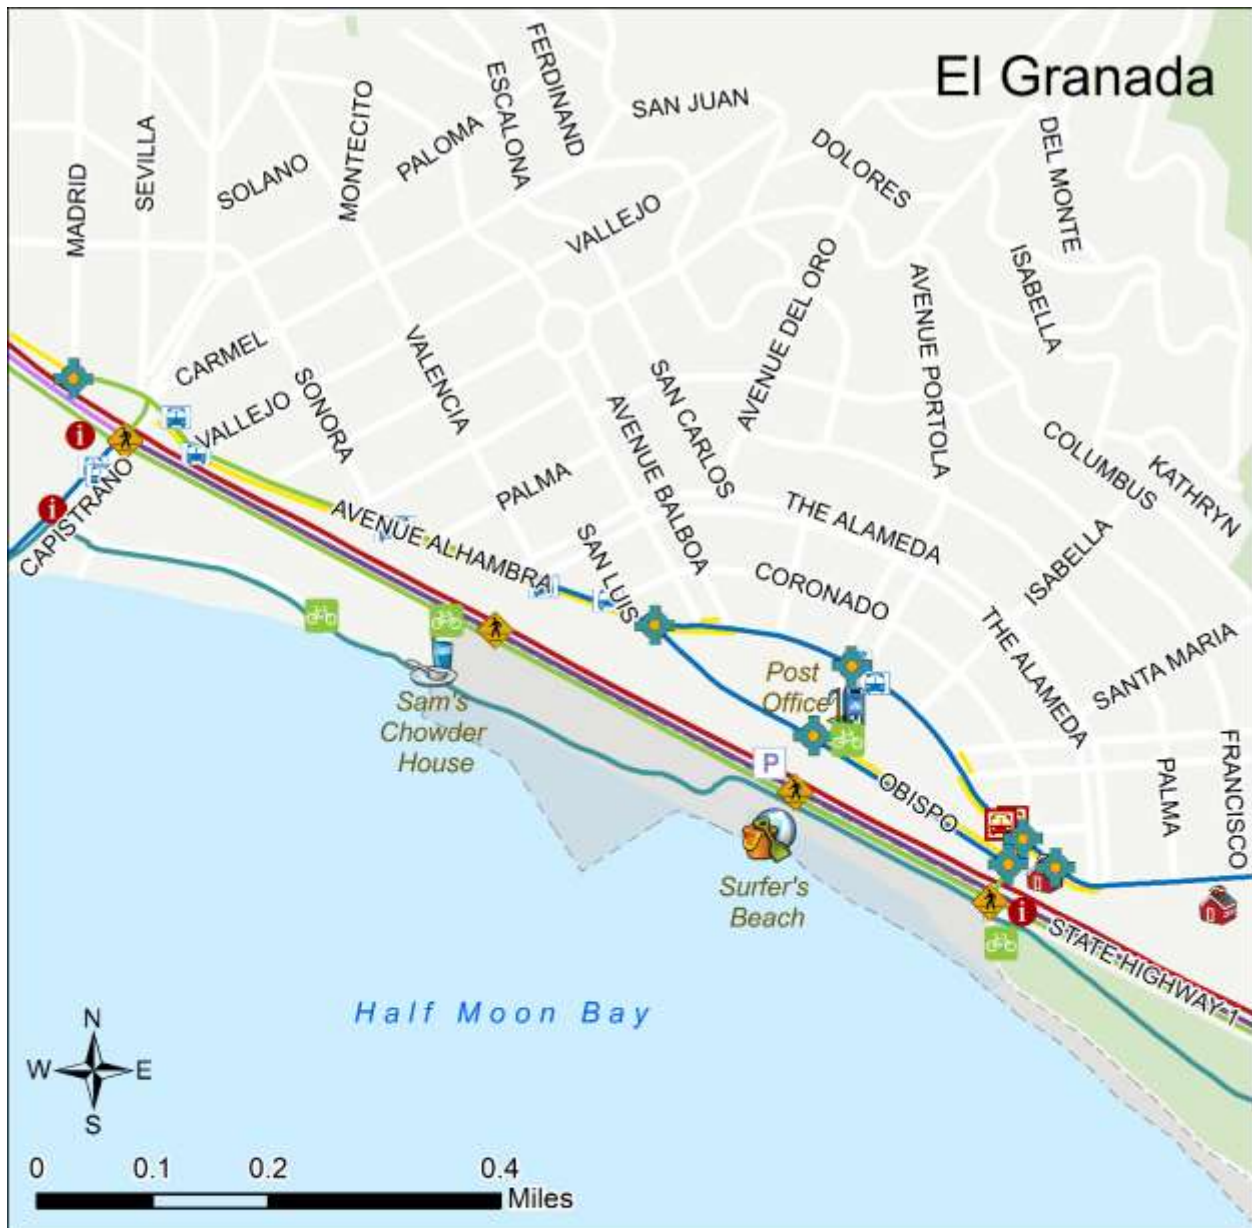 El Granada
FERDINAND
ESCALONA
SAN JUAN
MONTECITO
PALOMA
SEVILLA
SOLANO
MADRID
DOLORES
DEL MONTE
VALLEJO
ISABELLA
AVENUE DEL ORO
AVENUE PORTOLA
CARMEL
VALLEJO
SONORA
VALENCIA
SAN CARLOS
AVENUE BALBOA
COLUMBUS
KATHRYN
CAPISTRANO
PALMA
AVENUE ALHAMBRA
SAN LUIS
THE ALAMEDA
CORONADO
ISABELLA
THE ALAMEDA
SANTA MARIA
Post
Office
Sam's
Chowder
House
P
OBISPO
PALMA
FRANCISCO
Surfer's
Beach
STATE HIGHWAY 1
Half Moon Bay
N
W E
S
0 0.1 0.2 0.4
Miles
i
i
i